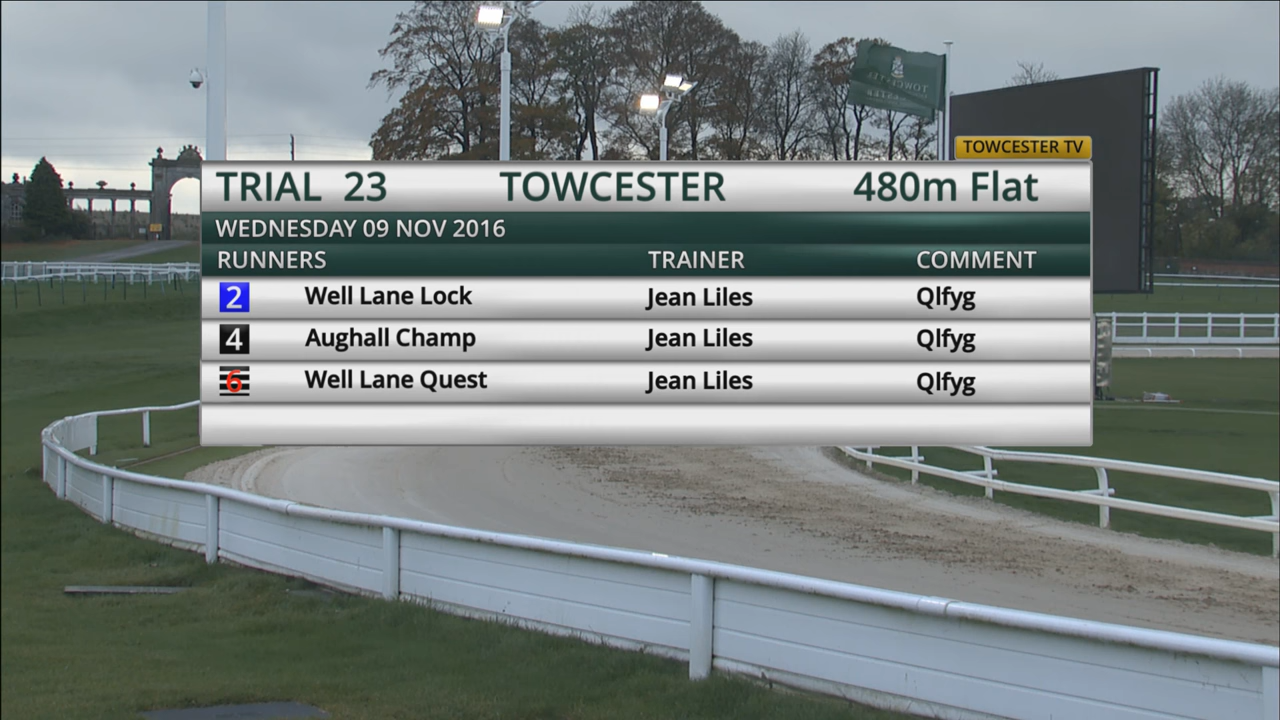 TOWCESTER
TOWCESTER TV
TRIAL 23 TOWCESTER 480m Flat
WEDNESDAY 09 NOV 2016
RUNNERS TRAINER COMMENT
2 Well Lane Lock Jean Liles Qlfyg
4 Aughall Champ Jean Liles Qlfyg
6 Well Lane Quest Jean Liles Qlfyg